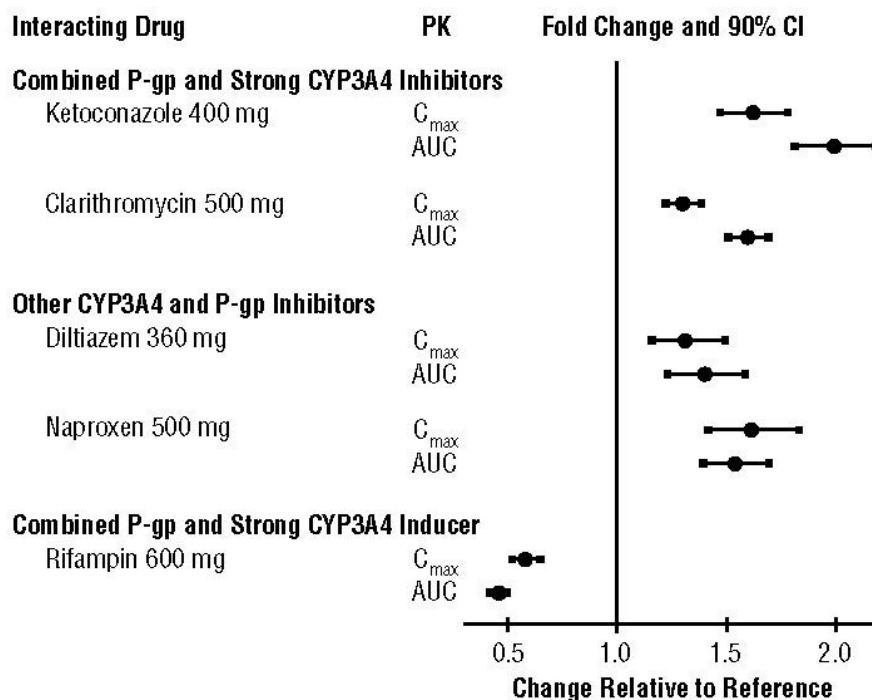 Interacting Drug PK Fold Change and 90% CI
Combined P-gp and Strong CYP3A4 Inhibitors
Ketoconazole 400 mg Cmax
AUC
Clarithromycin 500 mg Cmax
AUC
Other CYP3A4 and P-gp Inhibitors
Diltiazem 360 mg Cmax
AUC
Naproxen 500 mg Cmax
AUC
Combined P-gp and Strong CYP3A4 Inducer
Rifampin 600 mg Cmax
AUC
0.5 1.0 1.5 2.0
Change Relative to Reference